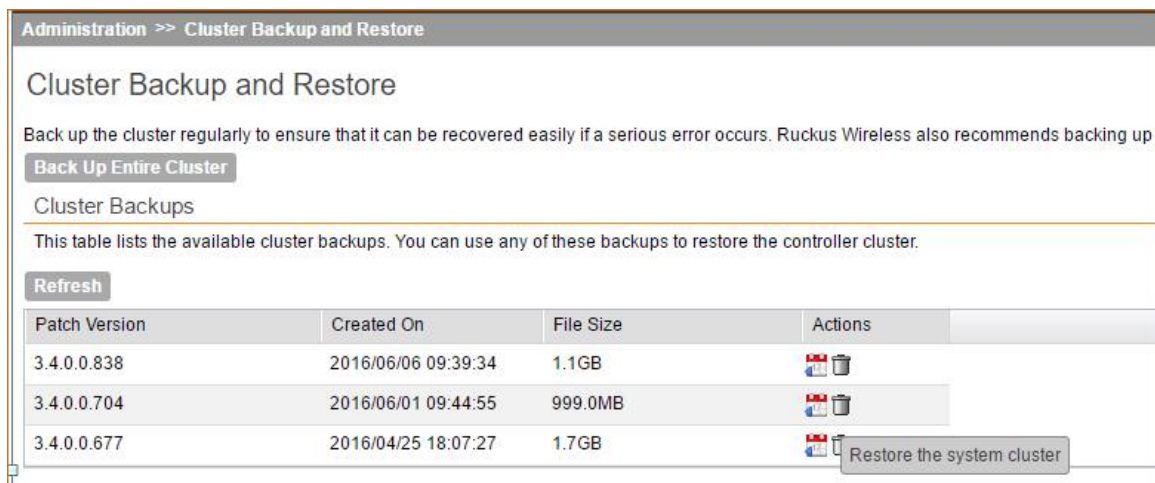 Administration >> Cluster Backup and Restore
Cluster Backup and Restore
Back up the cluster regularly to ensure that it can be recovered easily if a serious error occurs. Ruckus Wireless also recommends backing up
Back Up Entire Cluster
Cluster Backups
This table lists the available cluster backups. You can use any of these backups to restore the controller cluster.
Refresh
Patch Version Created On File Size Actions
3.4.0.0.838 2016/06/06 09:39:34 1.1GB
3.4.0.0.704 2016/06/01 09:44:55 999.0MB
3.4.0.0.677 2016/04/25 18:07:27 1.7GB
Restore the system cluster